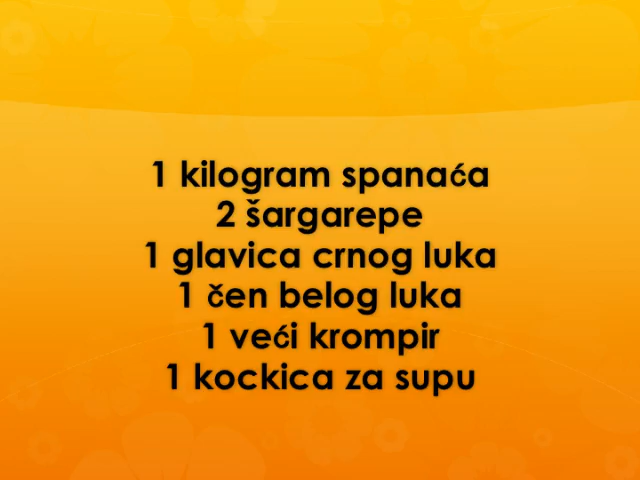 1 kilogram spanaća
2 šargarepe
1 glavica crnog luka
1 čen belog luka
1 veći krompir
1 kockica za supu